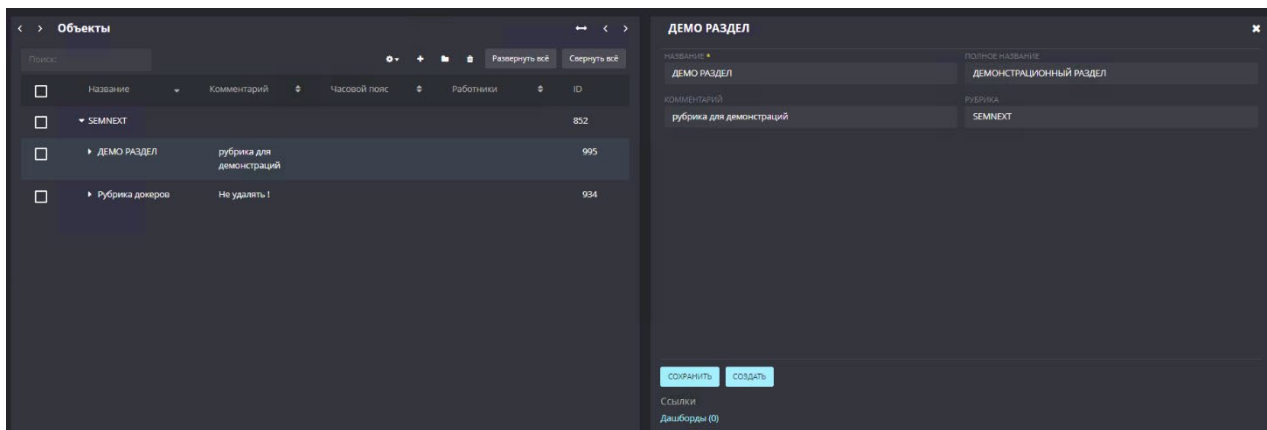 Объекты
Поиск:
Развернуть всё
Свернуть всё
Название
Комментарий
Часовой пояс
Работники
ID
SEMNEXT
852
ДЕМО РАЗДЕЛ
рубрика для
демонстраций
995
Рубрика докеров
Не удалять !
934
ДЕМО РАЗДЕЛ
НАЗВАНИЕ
ПОЛНОЕ НАЗВАНИЕ
ДЕМО РАЗДЕЛ
ДЕМОНСТРАЦИОННЫЙ РАЗДЕЛ
КОММЕНТАРИЙ
РУБРИКА
рубрика для демонстраций
SEMNEXT
СОХРАНИТЬ
СОЗДАТЬ
Ссылки
Дашборды (0)